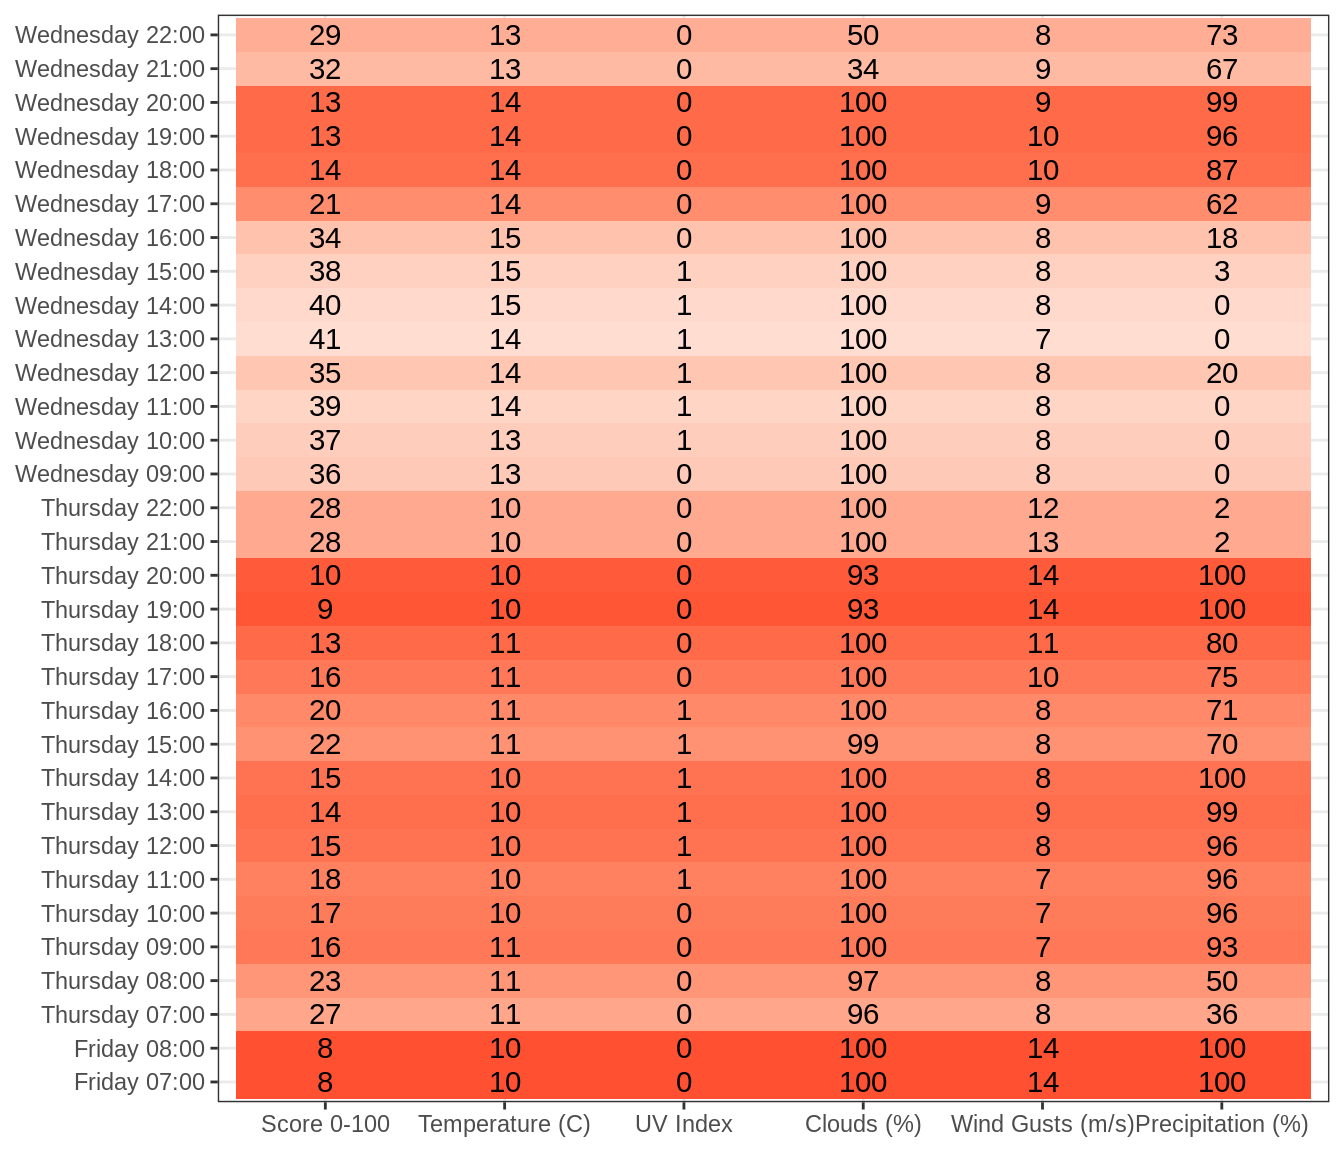 Wednesday 22:00 29 13 0 50 8 73
Wednesday 21:00 32 13 0 34 9 67
Wednesday 20:00 13 14 0 100 9 99
Wednesday 19:00 13 14 0 100 10 96
Wednesday 18:00 14 14 0 100 10 87
Wednesday 17:00 21 14 0 100 9 62
Wednesday 16:00 34 15 0 100 8 18
Wednesday 15:00 38 15 1 100 8 3
Wednesday 14:00 40 15 1 100 8 0
Wednesday 13:00 41 14 1 100 7 0
Wednesday 12:00 35 14 1 100 8 20
Wednesday 11:00 39 14 1 100 8 0
Wednesday 10:00 37 13 1 100 8 0
Wednesday 09:00 36 13 0 100 8 0
Thursday 22:00 28 10 0 100 12 2
Thursday 21:00 28 10 0 100 13 2
Thursday 20:00 10 10 0 93 14 100
Thursday 19:00 9 10 0 93 14 100
Thursday 18:00 13 11 0 100 11 80
Thursday 17:00 16 11 0 100 10 75
Thursday 16:00 20 11 1 100 8 71
Thursday 15:00 22 11 1 99 8 70
Thursday 14:00 15 10 1 100 8 100
Thursday 13:00 14 10 1 100 9 99
Thursday 12:00 15 10 1 100 8 96
Thursday 11:00 18 10 1 100 7 96
Thursday 10:00 17 10 0 100 7 96
Thursday 09:00 16 11 0 100 7 93
Thursday 08:00 23 11 0 97 8 50
Thursday 07:00 27 11 0 96 8 36
Friday 08:00 8 10 0 100 14 100
Friday 07:00 8 10 0 100 14 100
Score 0-100 Temperature (C) UV Index Clouds (%) Wind Gusts (m/s) Precipitation (%)